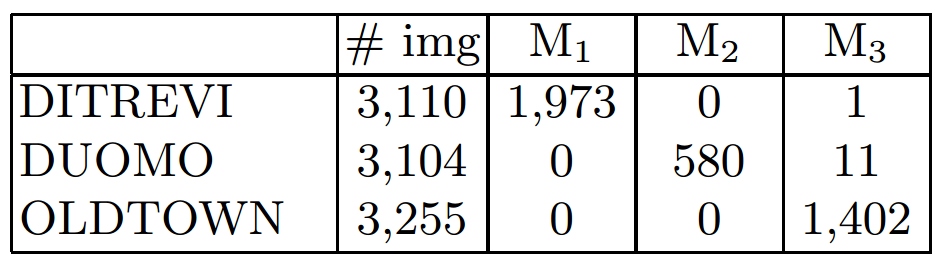 # img M₁ M₂ M₃
DITREVI 3,110 1,973 0 1
DUOMO 3,104 0 580 11
OLDTOWN 3,255 0 0 1,402